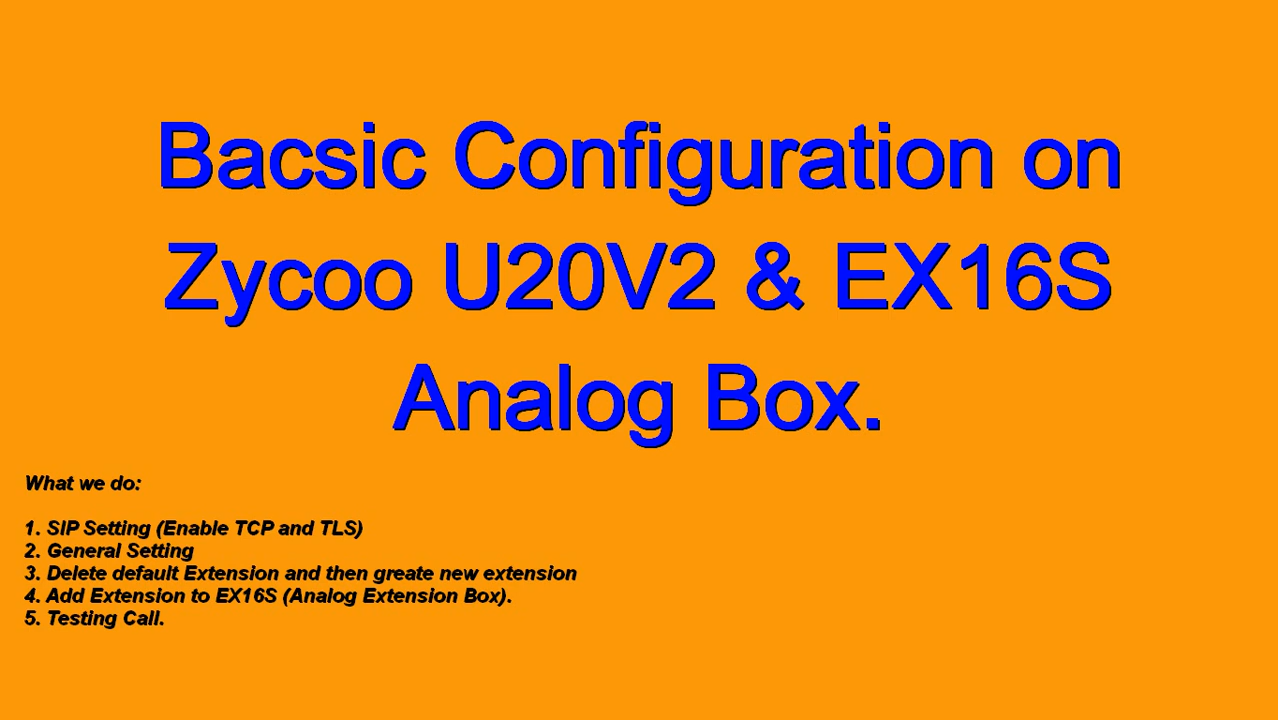 Bacsic Configuration on
Zycoo U20V2 & EX16S
Analog Box.
What we do:
1. SIP Setting (Enable TCP and TLS)
2. General Setting
3. Delete default Extension and then greate new extension
4. Add Extension to EX16S (Analog Extension Box).
5. Testing Call.